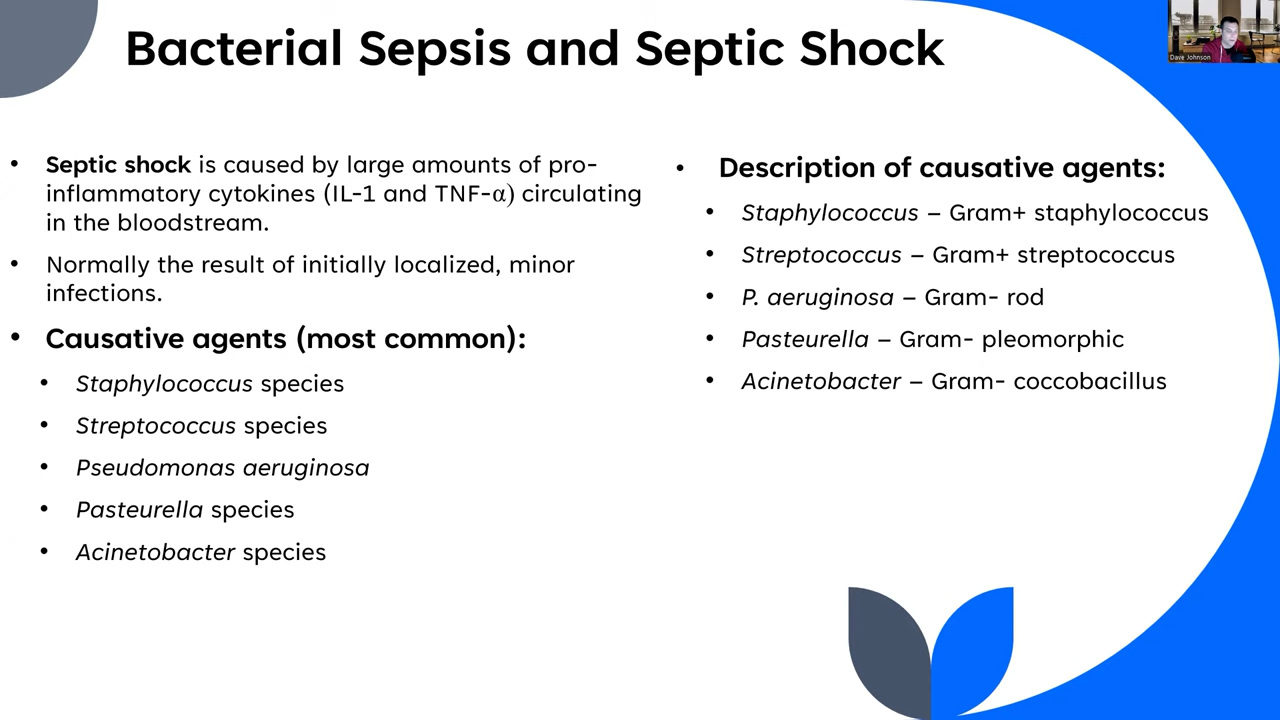 Bacterial Sepsis and Septic Shock
Dave Johnson
• Septic shock is caused by large amounts of pro-
inflammatory cytokines (IL-1 and TNF-α) circulating
in the bloodstream.
• Normally the result of initially localized, minor
infections.
• Causative agents (most common):
• Staphylococcus species
• Streptococcus species
• Pseudomonas aeruginosa
• Pasteurella species
• Acinetobacter species
• Description of causative agents:
• Staphylococcus – Gram+ staphylococcus
• Streptococcus – Gram+ streptococcus
• P. aeruginosa – Gram- rod
• Pasteurella – Gram- pleomorphic
• Acinetobacter – Gram- coccobacillus